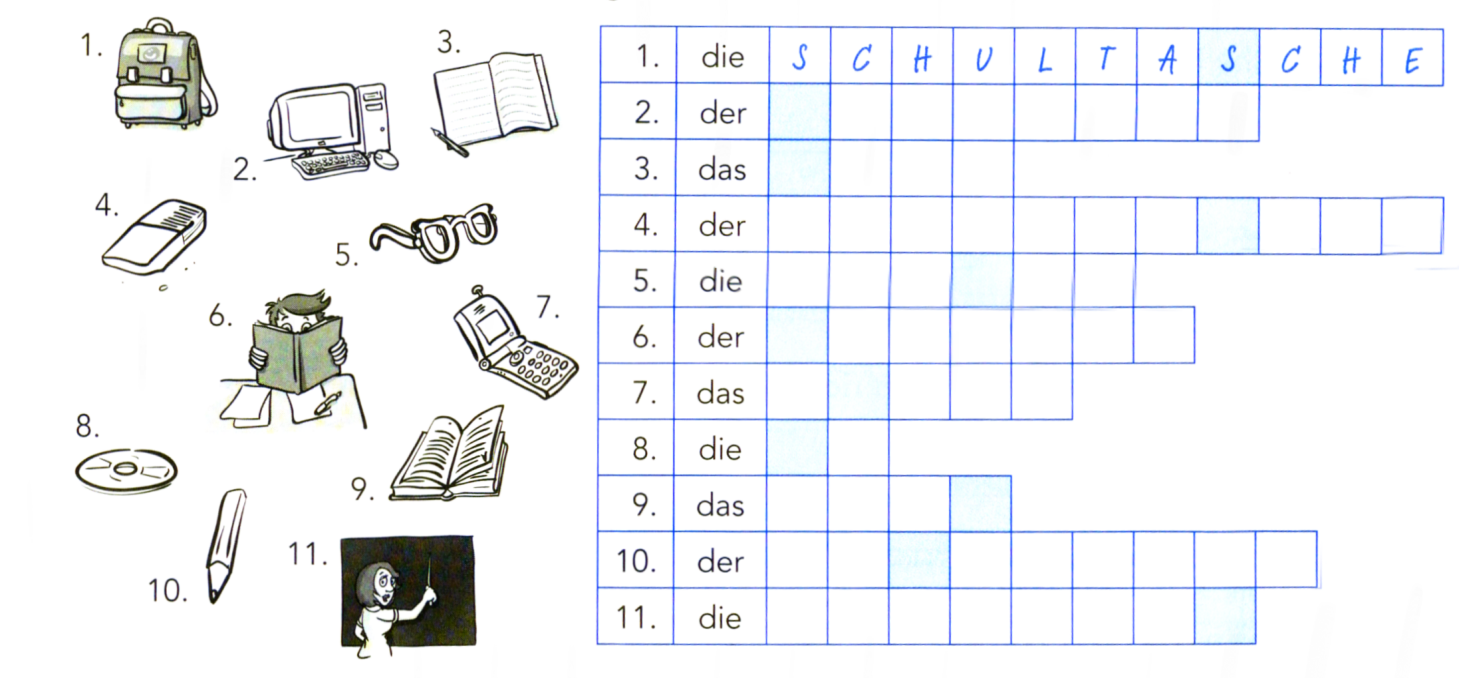 1.
2.
3.
4.
5.
6.
7.
8.
9.
10.
11.
1. die SCHULTASCHE
2. der
3. das
4. der
5. die
6. der
7. das
8. die
9. das
10. der
11. die